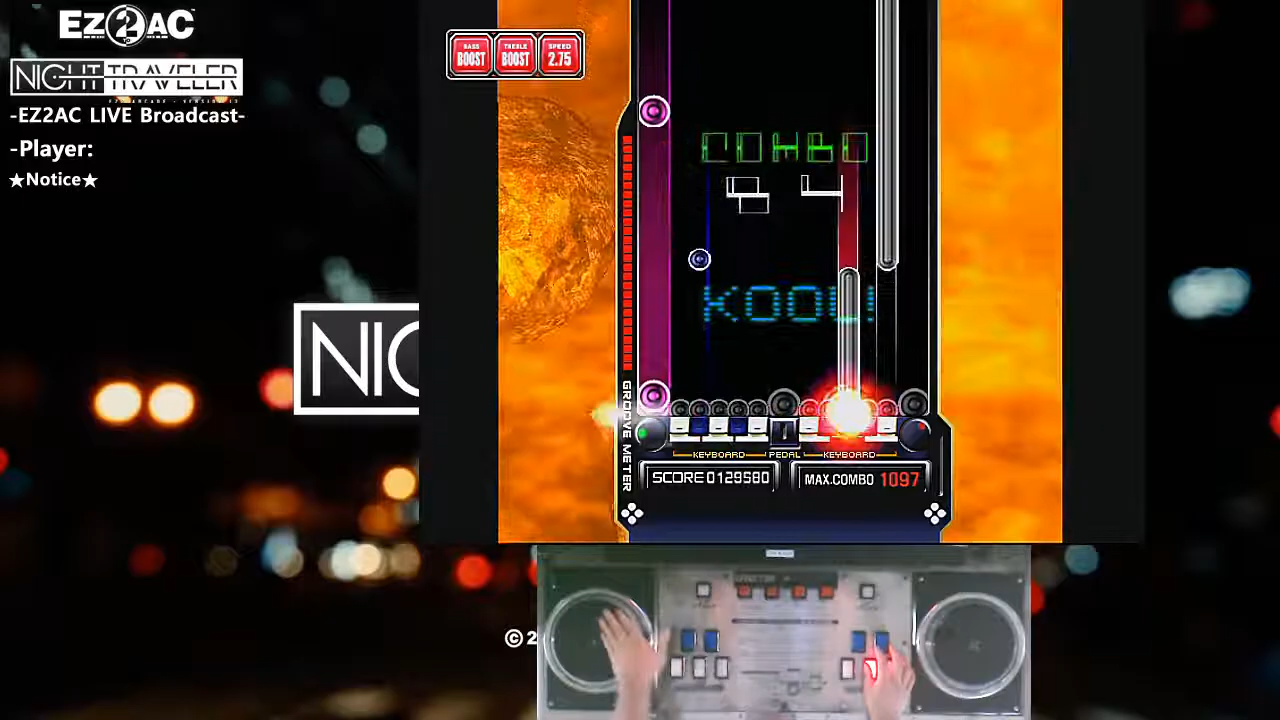 EZ2AC
NIGHT TRAVELER
-EZ2AC LIVE Broadcast-
-Player:
★Notice★
BASS BOOST
TREBLE BOOST
SPEED 2.75
COMBO
KOOL!
NIC
GROOVE METER
KEYBOARD PEDAL KEYBOARD
SCORE 0129580
MAX.COMBO 1097
© 2